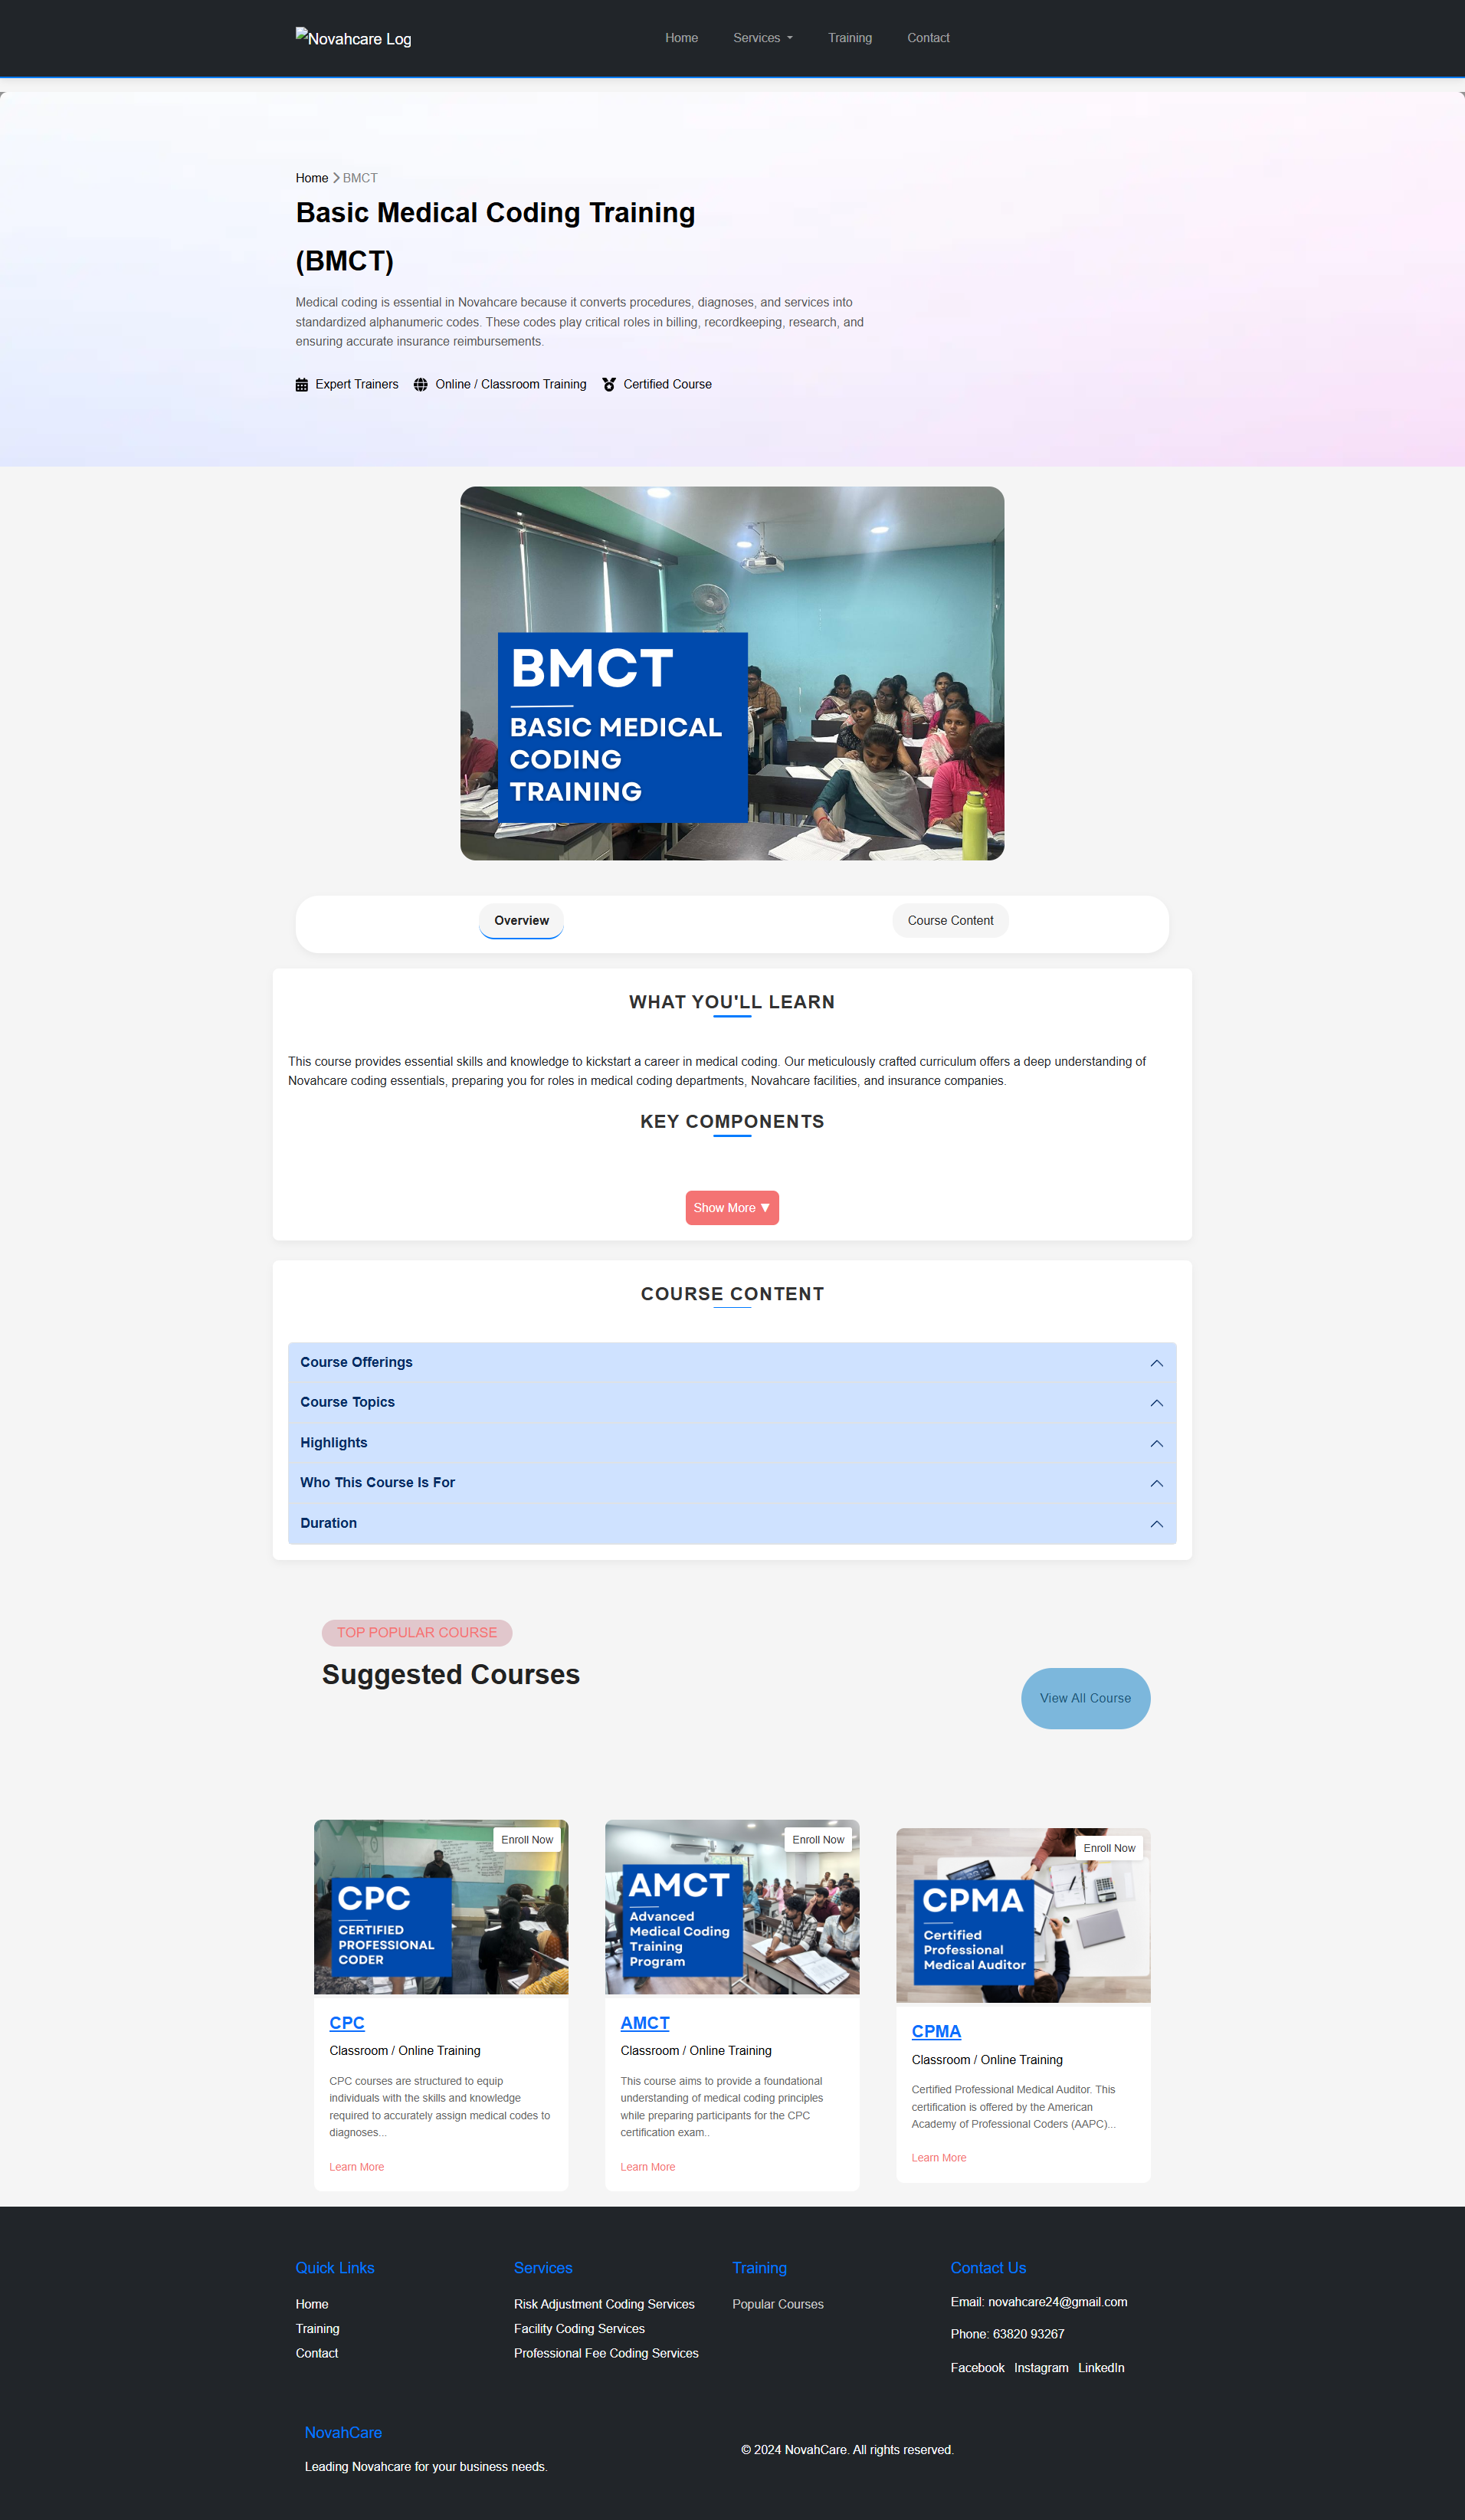 Novahcare Log
Home
Services
Training
Contact
Home
BMCT
Basic Medical Coding Training
(BMCT)
Medical coding is essential in Novahcare because it converts procedures, diagnoses, and services into
standardized alphanumeric codes. These codes play critical roles in billing, recordkeeping, research, and
ensuring accurate insurance reimbursements.
Expert Trainers
Online / Classroom Training
Certified Course
BMCT
BASIC MEDICAL
CODING
TRAINING
Overview
Course Content
WHAT YOU'LL LEARN
This course provides essential skills and knowledge to kickstart a career in medical coding. Our meticulously crafted curriculum offers a deep understanding of
Novahcare coding essentials, preparing you for roles in medical coding departments, Novahcare facilities, and insurance companies.
KEY COMPONENTS
Show More ▼
COURSE CONTENT
Course Offerings
Course Topics
Highlights
Who This Course Is For
Duration
TOP POPULAR COURSE
Suggested Courses
View All Course
Enroll Now
CPC
CERTIFIED
PROFESSIONAL
CODER
CPC
Classroom / Online Training
CPC courses are structured to equip
individuals with the skills and knowledge
required to accurately assign medical codes to
diagnoses...
Learn More
Enroll Now
AMCT
Advanced
Medical Coding
Training
Program
AMCT
Classroom / Online Training
This course aims to provide a foundational
understanding of medical coding principles
while preparing participants for the CPC
certification exam..
Learn More
Enroll Now
CPMA
Certified
Professional
Medical Auditor
CPMA
Classroom / Online Training
Certified Professional Medical Auditor. This
certification is offered by the American
Academy of Professional Coders (AAPC)...
Learn More
Quick Links
Home
Training
Contact
Services
Risk Adjustment Coding Services
Facility Coding Services
Professional Fee Coding Services
Training
Popular Courses
Contact Us
Email: novahcare24@gmail.com
Phone: 63820 93267
Facebook Instagram LinkedIn
NovahCare
Leading Novahcare for your business needs.
© 2024 NovahCare. All rights reserved.